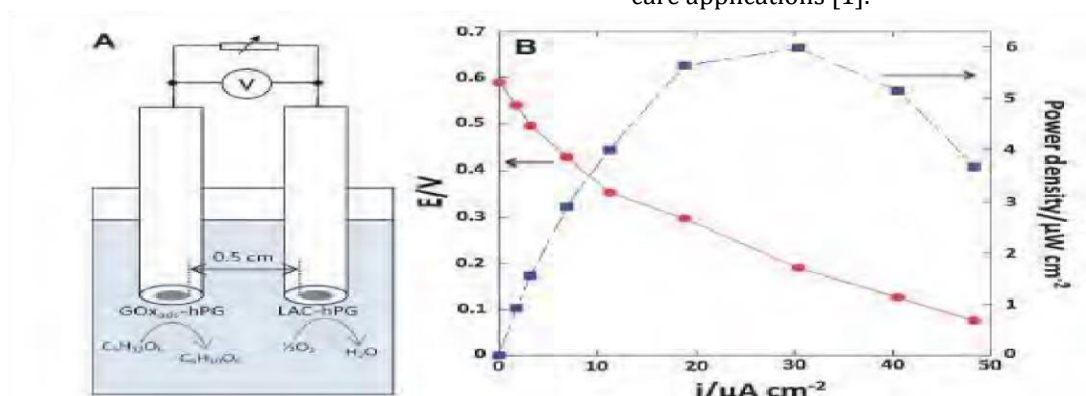 care applications [1].
A
V
0.5 cm
LAC-hPG
½O₂
H₂O
B
0.7
0.6
0.5
0.4
0.3
0.2
0.1
0
E/V
0
10
20
30
40
50
j/µA cm⁻²
6
5
4
3
2
1
0
Power density/µW cm⁻²